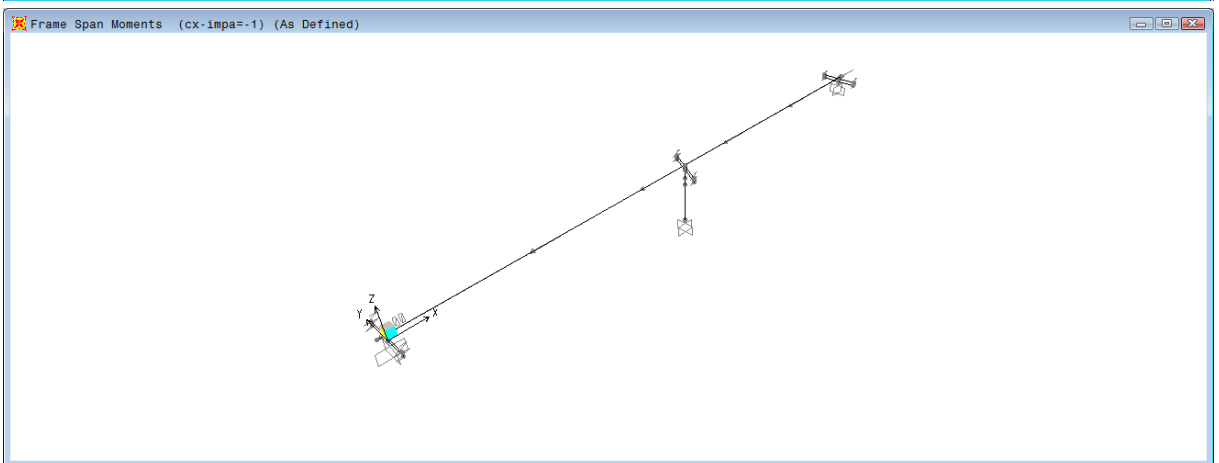 Frame Span Moments (cx-impa=-1) (As Defined)
Z
Y
X